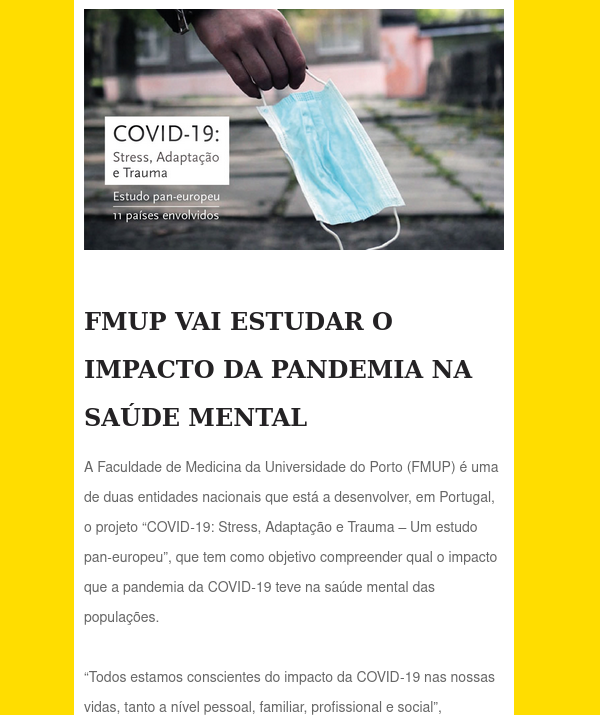 COVID-19:
Stress, Adaptação
e Trauma
Estudo pan-europeu
11 países envolvidos
FMUP VAI ESTUDAR O
IMPACTO DA PANDEMIA NA
SAÚDE MENTAL
A Faculdade de Medicina da Universidade do Porto (FMUP) é uma
de duas entidades nacionais que está a desenvolver, em Portugal,
o projeto “COVID-19: Stress, Adaptação e Trauma – Um estudo
pan-europeu”, que tem como objetivo compreender qual o impacto
que a pandemia da COVID-19 teve na saúde mental das
populações.
“Todos estamos conscientes do impacto da COVID-19 nas nossas
vidas, tanto a nível pessoal, familiar, profissional e social”,